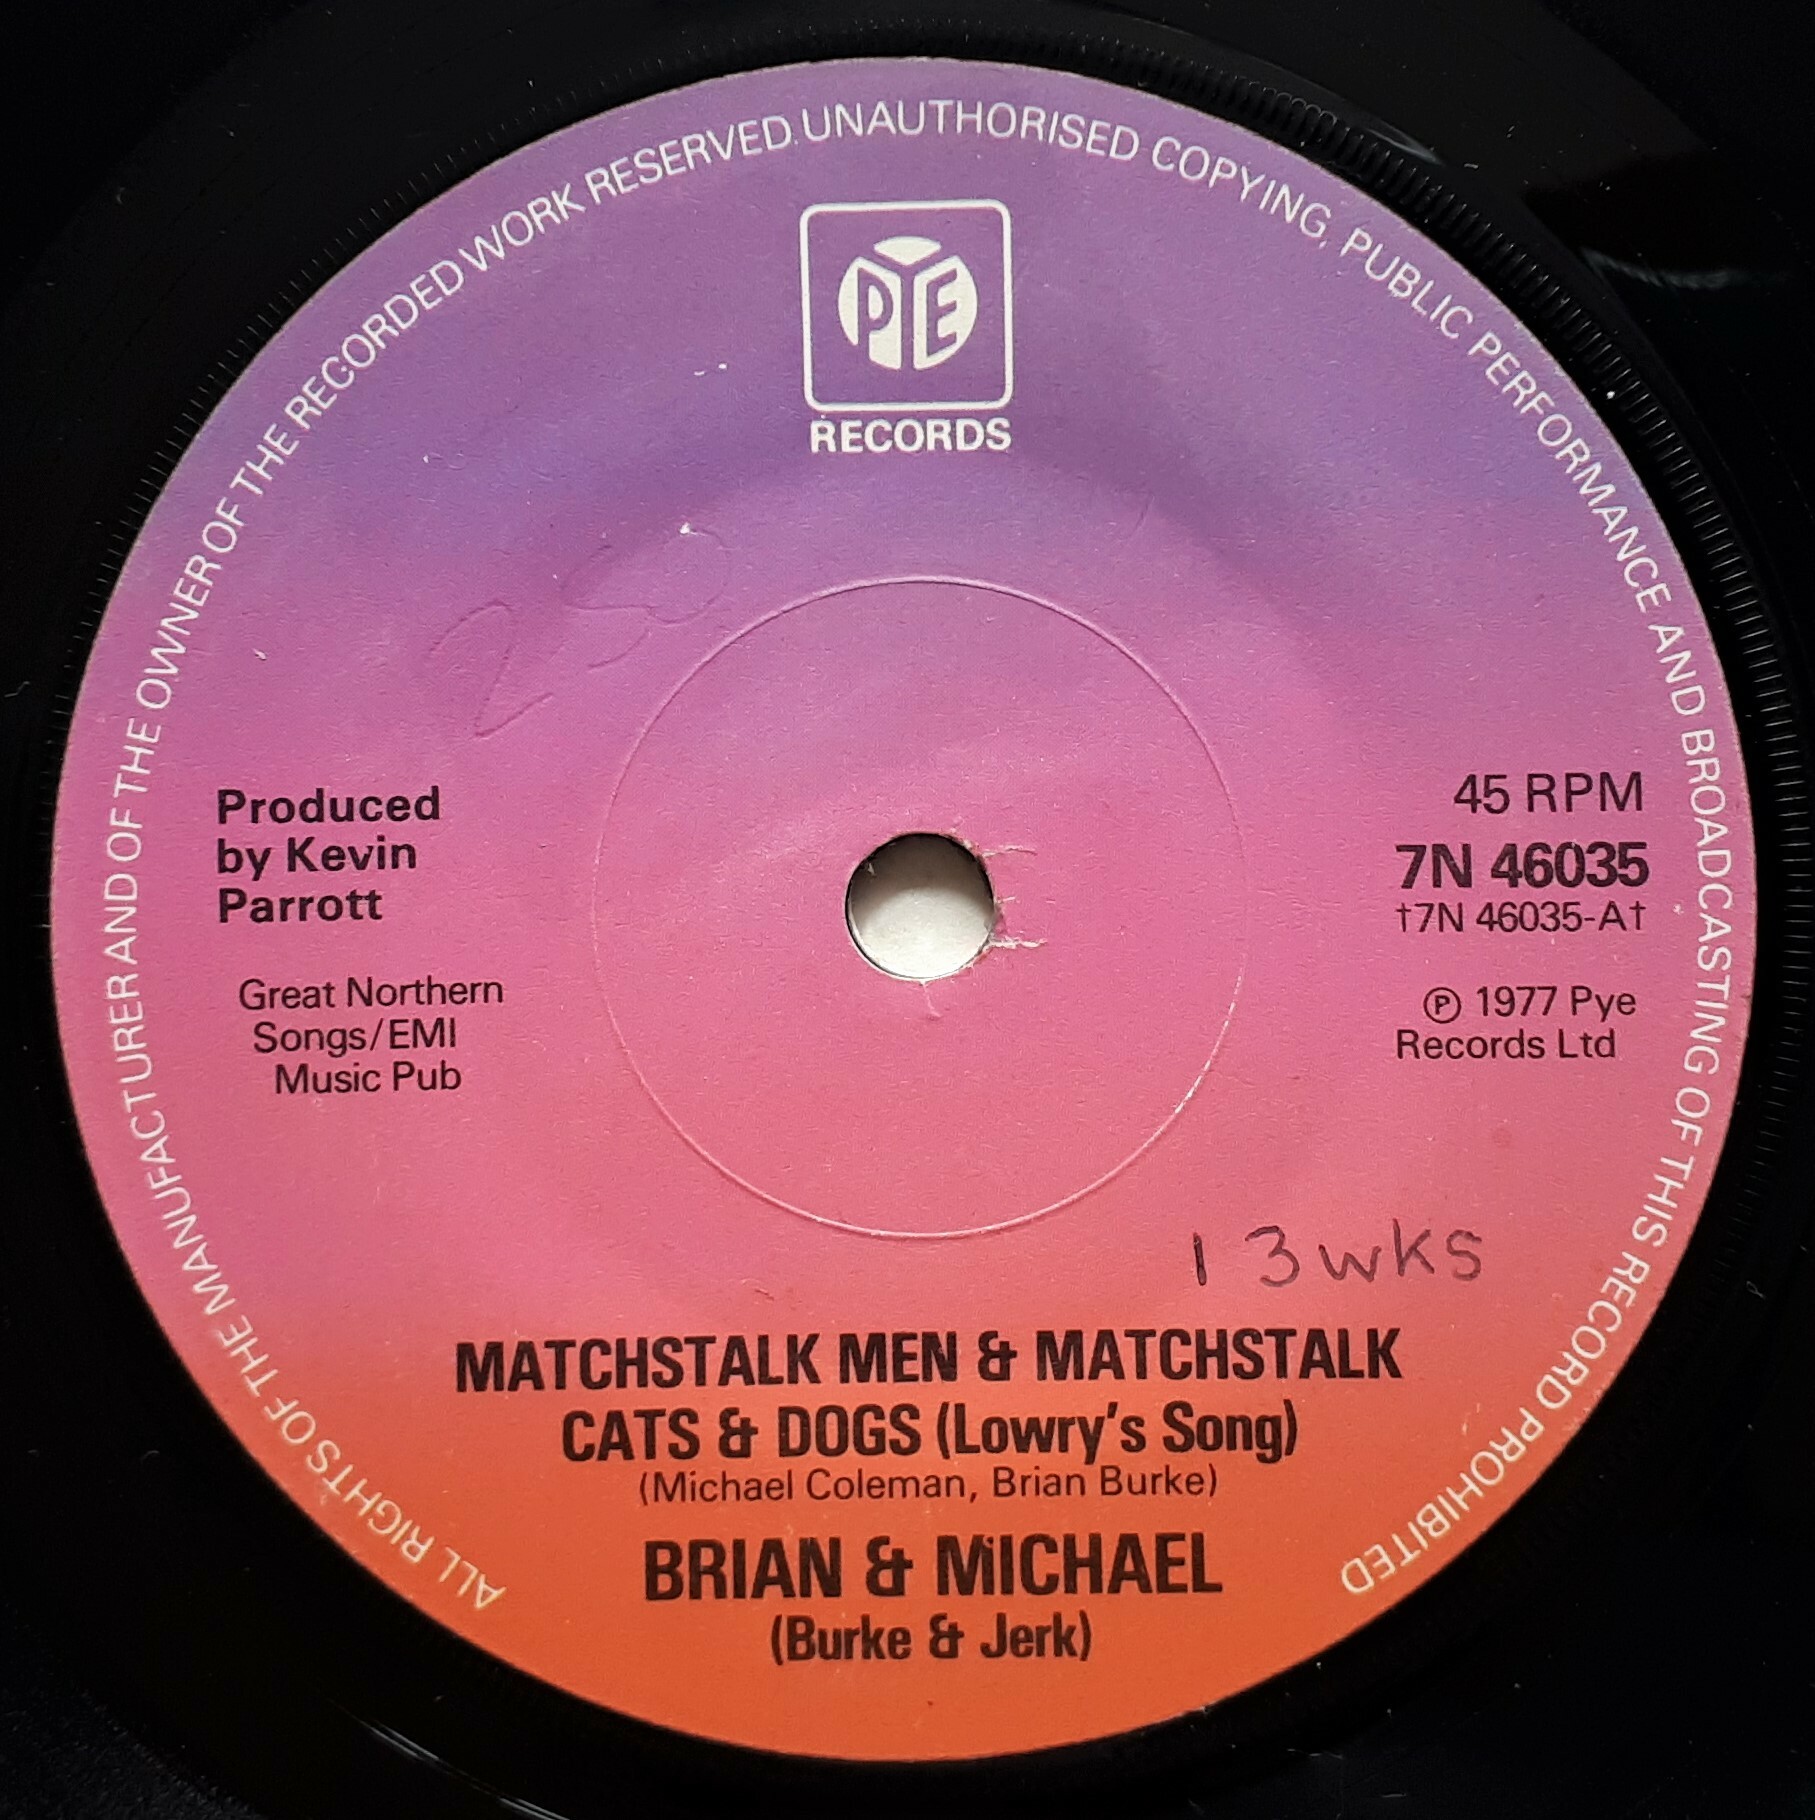 ALL RIGHTS OF THE MANUFACTURER AND OF THE OWNER OF THE RECORDED WORK RESERVED. UNAUTHORISED COPYING, PUBLIC PERFORMANCE AND BROADCASTING OF THIS RECORD PROHIBITED
PYE
RECORDS
250
Produced
by Kevin
Parrott
Great Northern
Songs/EMI
Music Pub
45 RPM
7N 46035
†7N 46035-A†
℗ 1977 Pye
Records Ltd
13 wks
MATCHSTALK MEN & MATCHSTALK
CATS & DOGS (Lowry's Song)
(Michael Coleman, Brian Burke)
BRIAN & MICHAEL
(Burke & Jerk)